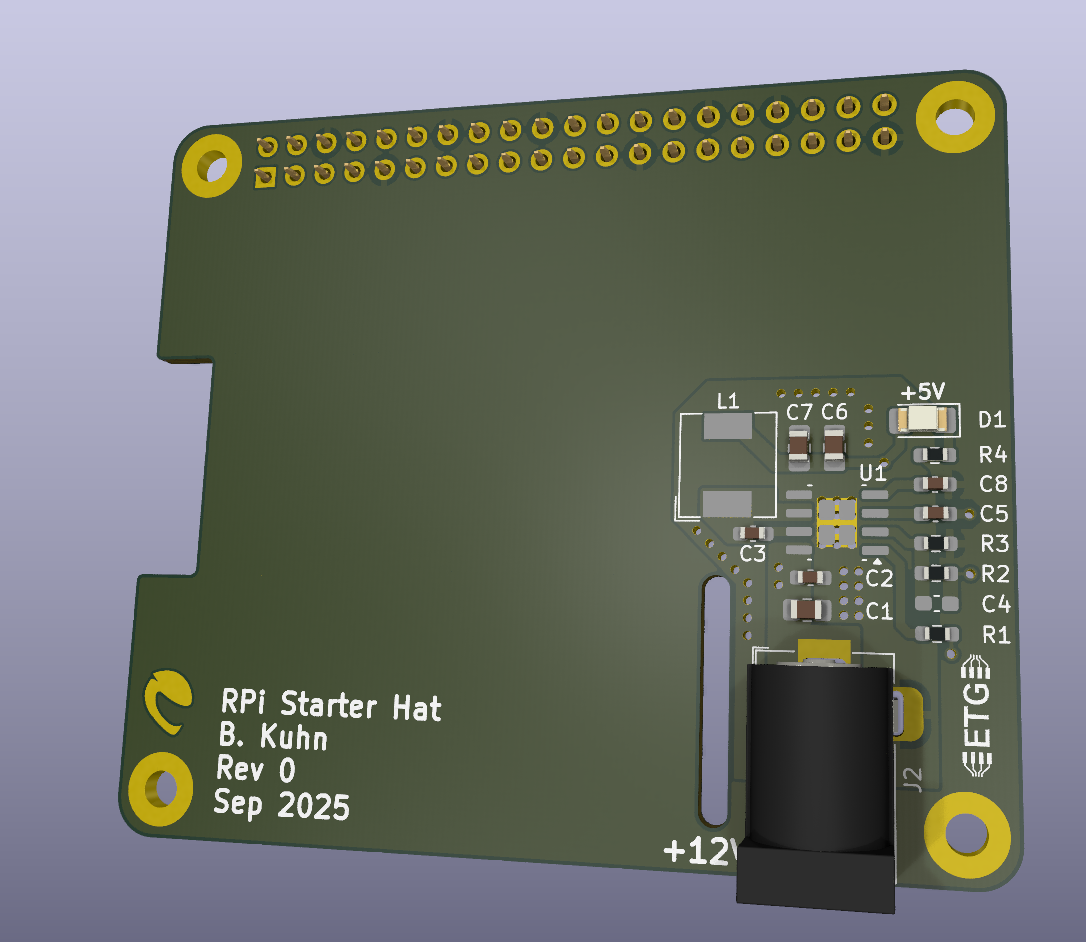 +5V
L1
C7 C6
D1
R4
U1
C8
C5
C3
R3
C2
R2
C1
C4
R1
ETG
J2
RPi Starter Hat
B. Kuhn
Rev 0
Sep 2025
+12V